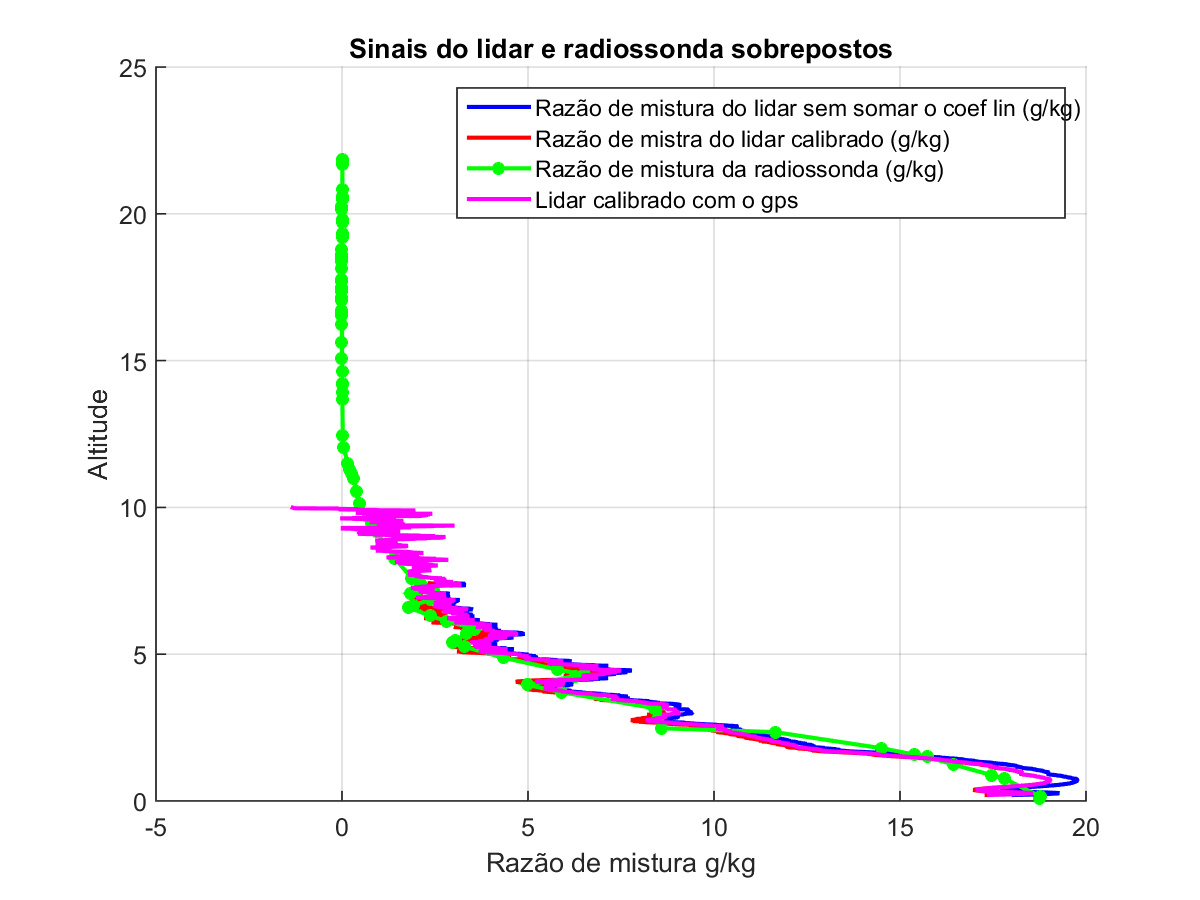 Sinais do lidar e radiossonda sobrepostos
25
Razão de mistura do lidar sem somar o coef lin (g/kg)
Razão de mistra do lidar calibrado (g/kg)
Razão de mistura da radiossonda (g/kg)
Lidar calibrado com o gps
20
15
Altitude
10
5
0
-5 0 5 10 15 20
Razão de mistura g/kg